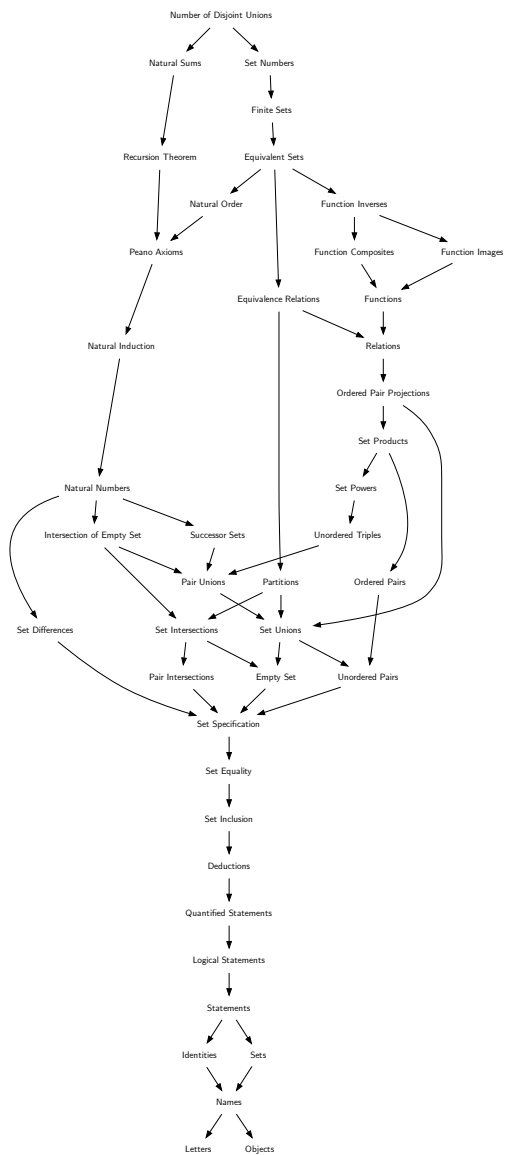 Number of Disjoint Unions
Natural Sums
Set Numbers
Finite Sets
Recursion Theorem
Equivalent Sets
Natural Order
Function Inverses
Peano Axioms
Function Composites
Function Images
Equivalence Relations
Functions
Natural Induction
Relations
Ordered Pair Projections
Set Products
Natural Numbers
Set Powers
Intersection of Empty Set
Successor Sets
Unordered Triples
Pair Unions
Partitions
Ordered Pairs
Set Differences
Set Intersections
Set Unions
Pair Intersections
Empty Set
Unordered Pairs
Set Specification
Set Equality
Set Inclusion
Deductions
Quantified Statements
Logical Statements
Statements
Identities
Sets
Names
Letters
Objects